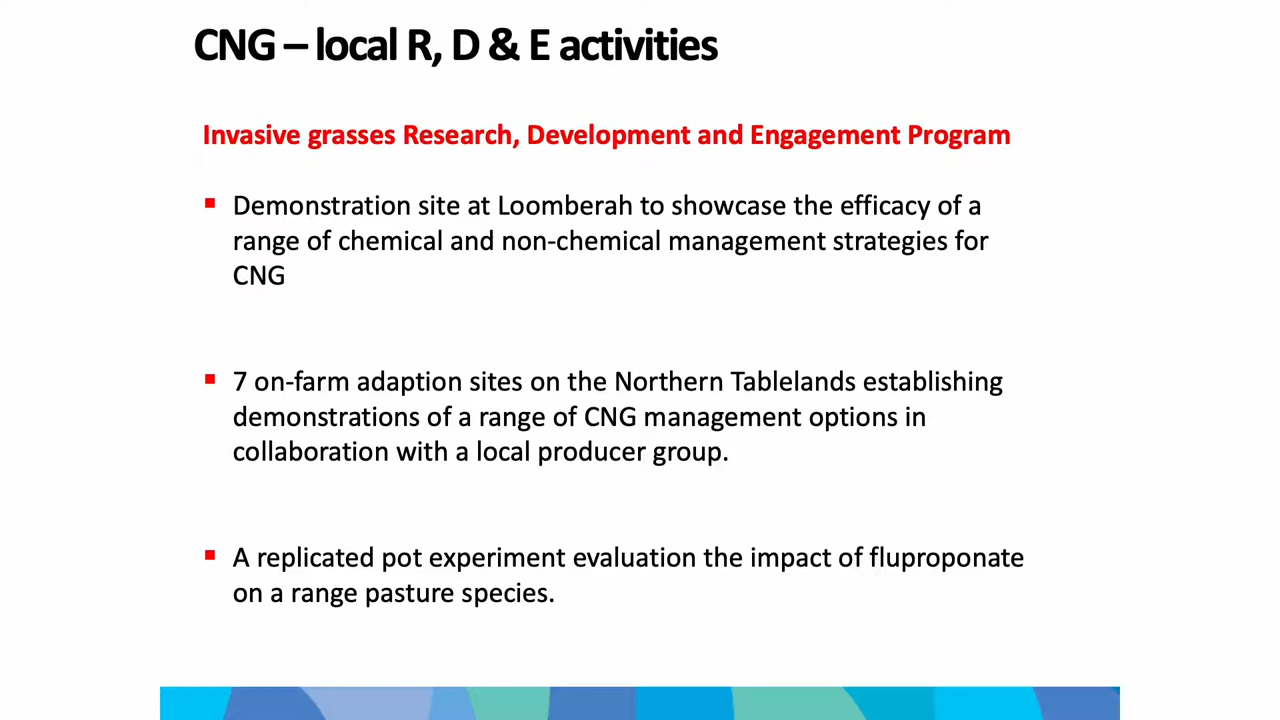 CNG – local R, D & E activities
Invasive grasses Research, Development and Engagement Program
▪ Demonstration site at Loomberah to showcase the efficacy of a
range of chemical and non-chemical management strategies for
CNG
▪ 7 on-farm adaption sites on the Northern Tablelands establishing
demonstrations of a range of CNG management options in
collaboration with a local producer group.
▪ A replicated pot experiment evaluation the impact of fluproponate
on a range pasture species.